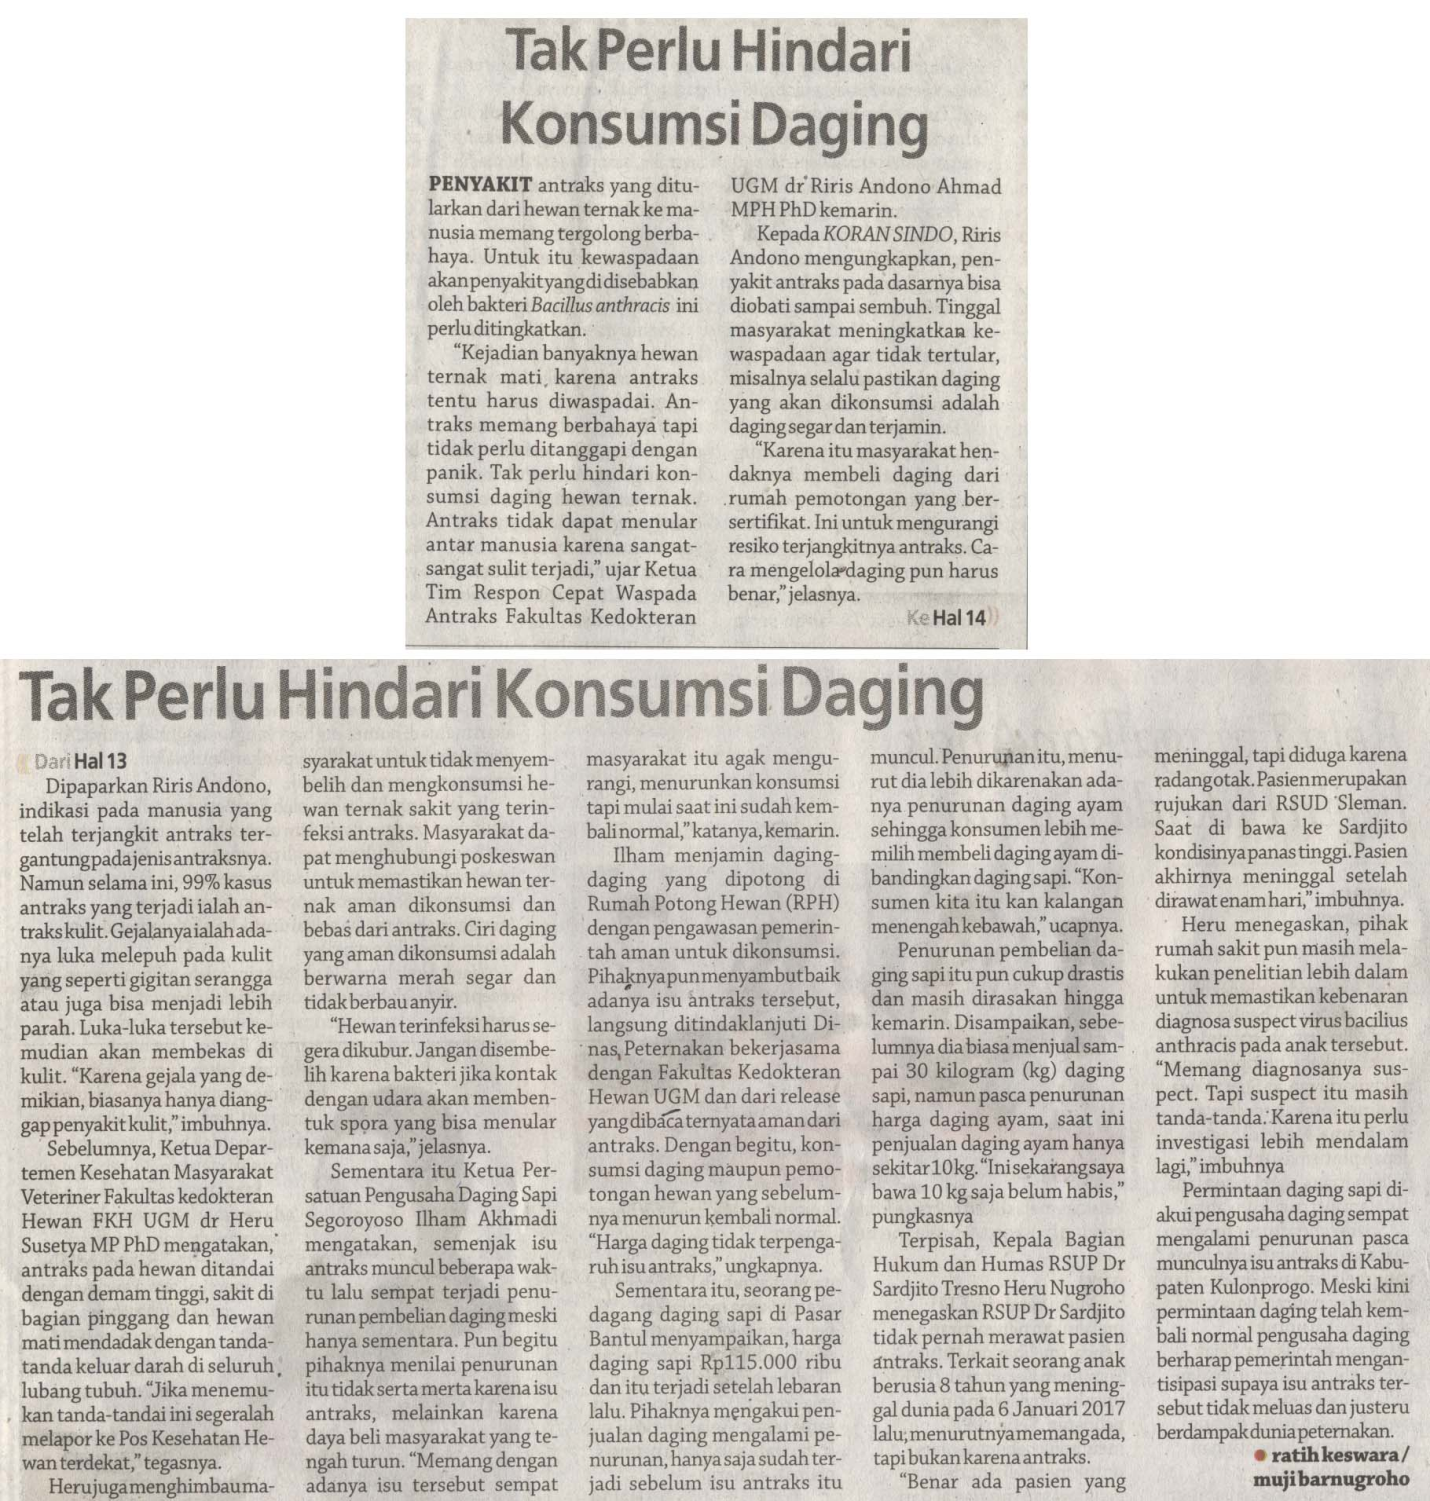 Tak Perlu Hindari
Konsumsi Daging
PENYAKIT antraks yang ditu-
larkan dari hewan ternak ke ma-
nusia memang tergolong berba-
haya. Untuk itu kewaspadaan
akan penyakit yang di disebabkan
oleh bakteri Bacillus anthracis ini
perlu ditingkatkan.
“Kejadian banyaknya hewan
ternak mati karena antraks
tentu harus diwaspadai. An-
traks memang berbahaya tapi
tidak perlu ditanggapi dengan
panik. Tak perlu hindari kon-
sumsi daging hewan ternak.
Antraks tidak dapat menular
antar manusia karena sangat-
sangat sulit terjadi,” ujar Ketua
Tim Respon Cepat Waspada
Antraks Fakultas Kedokteran
UGM dr Riris Andono Ahmad
MPH PhD kemarin.
Kepada KORAN SINDO, Riris
Andono mengungkapkan, pen-
yakit antraks pada dasarnya bisa
diobati sampai sembuh. Tinggal
masyarakat meningkatkan ke-
waspadaan agar tidak tertular,
misalnya selalu pastikan daging
yang akan dikonsumsi adalah
daging segar dan terjamin.
“Karena itu masyarakat hen-
daknya membeli daging dari
rumah pemotongan yang ber-
sertifikat. Ini untuk mengurangi
resiko terjangkitnya antraks. Ca-
ra mengelola daging pun harus
benar,” jelasnya.
Ke Hal 14
Tak Perlu Hindari Konsumsi Daging
Dari Hal 13
Dipaparkan Riris Andono,
indikasi pada manusia yang
telah terjangkit antraks ter-
gantung pada jenis antraksnya.
Namun selama ini, 99% kasus
antraks yang terjadi ialah an-
traks kulit. Gejalanya ialah ada-
nya luka melepuh pada kulit
yang seperti gigitan serangga
atau juga bisa menjadi lebih
parah. Luka-luka tersebut ke-
mudian akan membekas di
kulit. “Karena gejala yang de-
mikian, biasanya hanya diang-
gap penyakit kulit,” imbuhnya.
Sebelumnya, Ketua Depar-
temen Kesehatan Masyarakat
Veteriner Fakultas kedokteran
Hewan FKH UGM dr Heru
Susetya MP PhD mengatakan,
antraks pada hewan ditandai
dengan demam tinggi, sakit di
bagian pinggang dan hewan
mati mendadak dengan tanda-
tanda keluar darah di seluruh
lubang tubuh. “Jika menemu-
kan tanda-tandai ini segeralah
melapor ke Pos Kesehatan He-
wan terdekat,” tegasnya.
Heru juga menghimbau ma-
syarakat untuk tidak menyem-
belih dan mengkonsumsi he-
wan ternak sakit yang terin-
feksi antraks. Masyarakat da-
pat menghubungi poskeswan
untuk memastikan hewan ter-
nak aman dikonsumsi dan
bebas dari antraks. Ciri daging
yang aman dikonsumsi adalah
berwarna merah segar dan
tidak berbau anyir.
“Hewan terinfeksi harus se-
gera dikubur. Jangan disembe-
lih karena bakteri jika kontak
dengan udara akan memben-
tuk spora yang bisa menular
kemana saja,” jelasnya.
Sementara itu Ketua Per-
satuan Pengusaha Daging Sapi
Segoroyoso Ilham Akhmadi
mengatakan, semenjak isu
antraks muncul beberapa wak-
tu lalu sempat terjadi penu-
runan pembelian daging meski
hanya sementara. Pun begitu
pihaknya menilai penurunan
itu tidak serta merta karena isu
antraks, melainkan karena
daya beli masyarakat yang te-
ngah turun. “Memang dengan
adanya isu tersebut sempat
masyarakat itu agak mengu-
rangi, menurunkan konsumsi
tapi mulai saat ini sudah kem-
bali normal,” katanya, kemarin.
Ilham menjamin daging-
daging yang dipotong di
Rumah Potong Hewan (RPH)
dengan pengawasan pemerin-
tah aman untuk dikonsumsi.
Pihaknya pun menyambut baik
adanya isu antraks tersebut,
langsung ditindaklanjuti Di-
nas Peternakan bekerjasama
dengan Fakultas Kedokteran
Hewan UGM dan dari release
yang dibaca ternyata aman dari
antraks. Dengan begitu, kon-
sumsi daging maupun pemo-
tongan hewan yang sebelum-
nya menurun kembali normal.
“Harga daging tidak terpenga-
ruh isu antraks,” ungkapnya.
Sementara itu, seorang pe-
dagang daging sapi di Pasar
Bantul menyampaikan, harga
daging sapi Rp115.000 ribu
dan itu terjadi setelah lebaran
lalu. Pihaknya mengakui pen-
jualan daging mengalami pe-
nurunan, hanya saja sudah ter-
jadi sebelum isu antraks itu
muncul. Penurunan itu, menu-
rut dia lebih dikarenakan ada-
nya penurunan daging ayam
sehingga konsumen lebih me-
milih membeli daging ayam di-
bandingkan daging sapi. “Kon-
sumen kita itu kan kalangan
menengah kebawah,” ucapnya.
Penurunan pembelian da-
ging sapi itu pun cukup drastis
dan masih dirasakan hingga
kemarin. Disampaikan, sebe-
lumnya dia biasa menjual sam-
pai 30 kilogram (kg) daging
sapi, namun pasca penurunan
harga daging ayam, saat ini
penjualan daging ayam hanya
sekitar 10 kg. “Ini sekarang saya
bawa 10 kg saja belum habis,”
pungkasnya
Terpisah, Kepala Bagian
Hukum dan Humas RSUP Dr
Sardjito Tresno Heru Nugroho
menegaskan RSUP Dr Sardjito
tidak pernah merawat pasien
antraks. Terkait seorang anak
berusia 8 tahun yang mening-
gal dunia pada 6 Januari 2017
lalu, menurutnya memang ada,
tapi bukan karena antraks.
“Benar ada pasien yang
meninggal, tapi diduga karena
radang otak. Pasien merupakan
rujukan dari RSUD Sleman.
Saat di bawa ke Sardjito
kondisinya panas tinggi. Pasien
akhirnya meninggal setelah
dirawat enam hari,” imbuhnya.
Heru menegaskan, pihak
rumah sakit pun masih mela-
kukan penelitian lebih dalam
untuk memastikan kebenaran
diagnosa suspect virus bacilius
anthracis pada anak tersebut.
“Memang diagnosanya sus-
pect. Tapi suspect itu masih
tanda-tanda. Karena itu perlu
investigasi lebih mendalam
lagi,” imbuhnya
Permintaan daging sapi di-
akui pengusaha daging sempat
mengalami penurunan pasca
munculnya isu antraks di Kabu-
paten Kulonprogo. Meski kini
permintaan daging telah kem-
bali normal pengusaha daging
berharap pemerintah mengan-
tisipasi supaya isu antraks ter-
sebut tidak meluas dan justeru
berdampak dunia peternakan.
● ratih keswara/
muji barnugroho